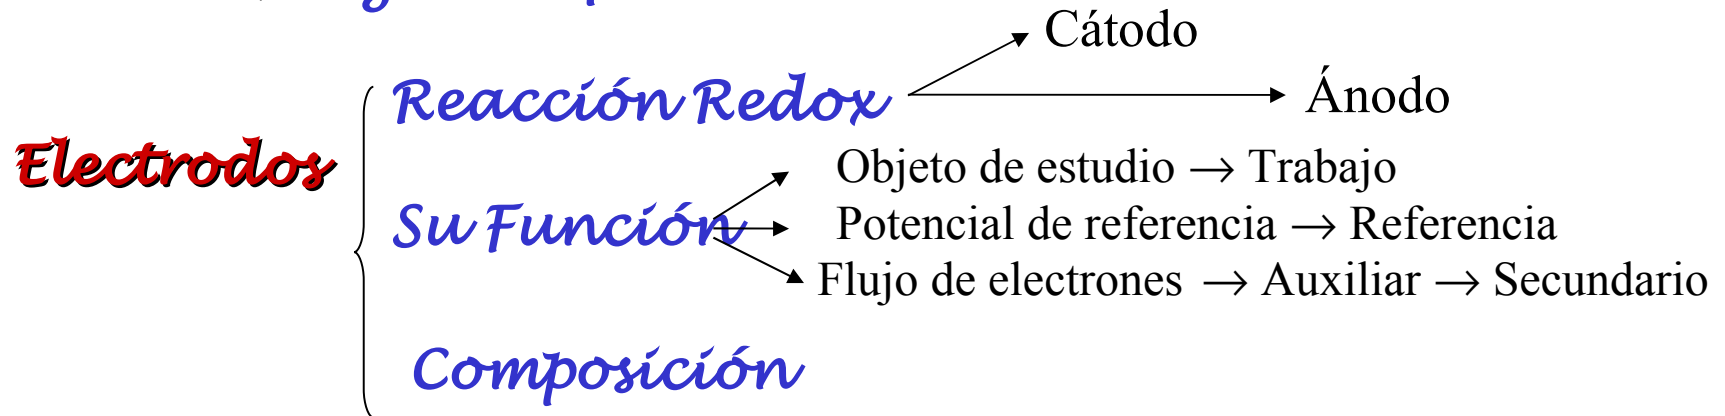 Cátodo
Reacción Redox
Ánodo
Electrodos
Objeto de estudio → Trabajo
Su Función
Potencial de referencia → Referencia
Flujo de electrones → Auxiliar → Secundario
Composición